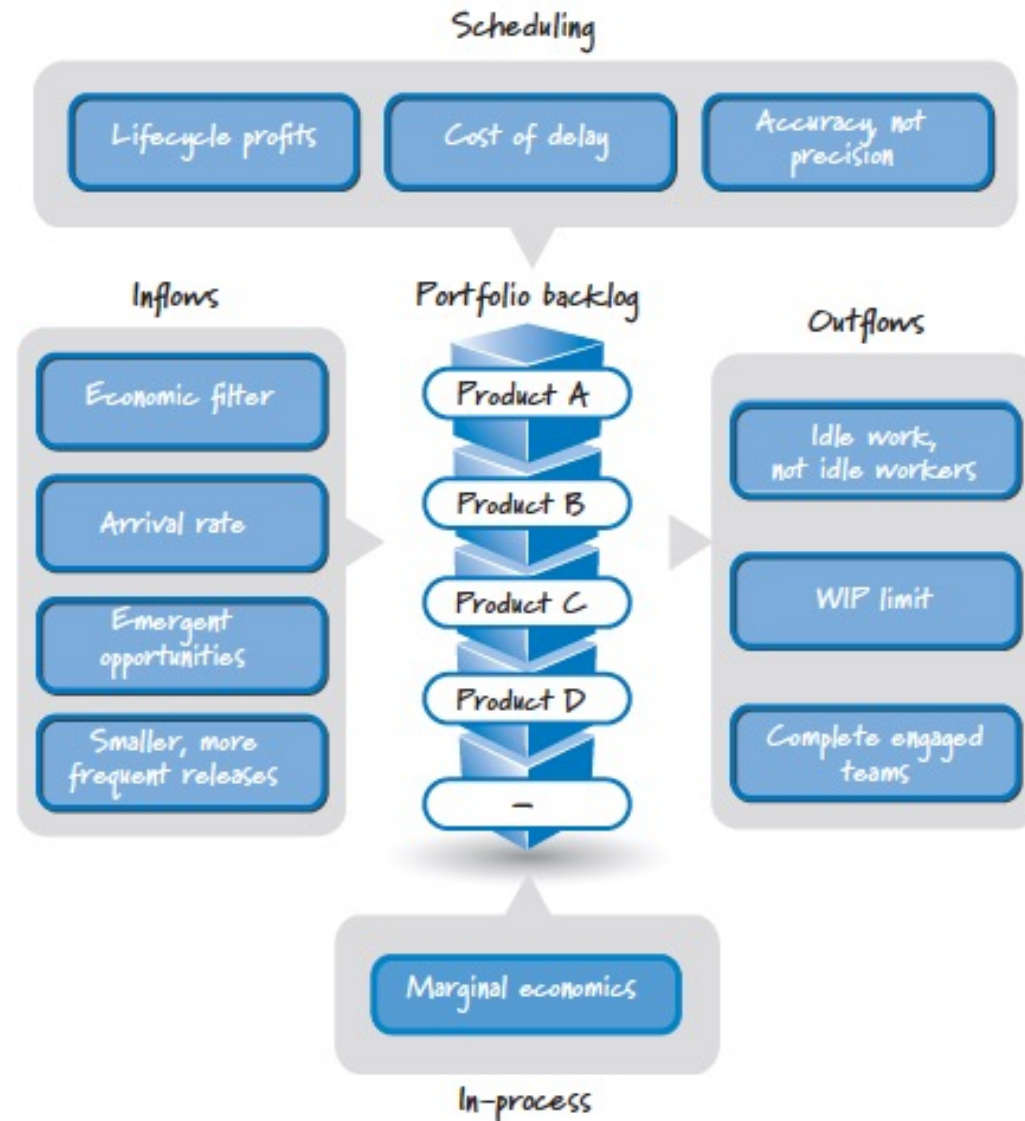 Scheduling
Lifecycle profits
Cost of delay
Accuracy, not
precision
Inflows
Economic filter
Arrival rate
Emergent
opportunities
Smaller, more
frequent releases
Portfolio backlog
Product A
Product B
Product C
Product D
–
Outflows
Idle work,
not idle workers
WIP limit
Complete engaged
teams
Marginal economics
In-process